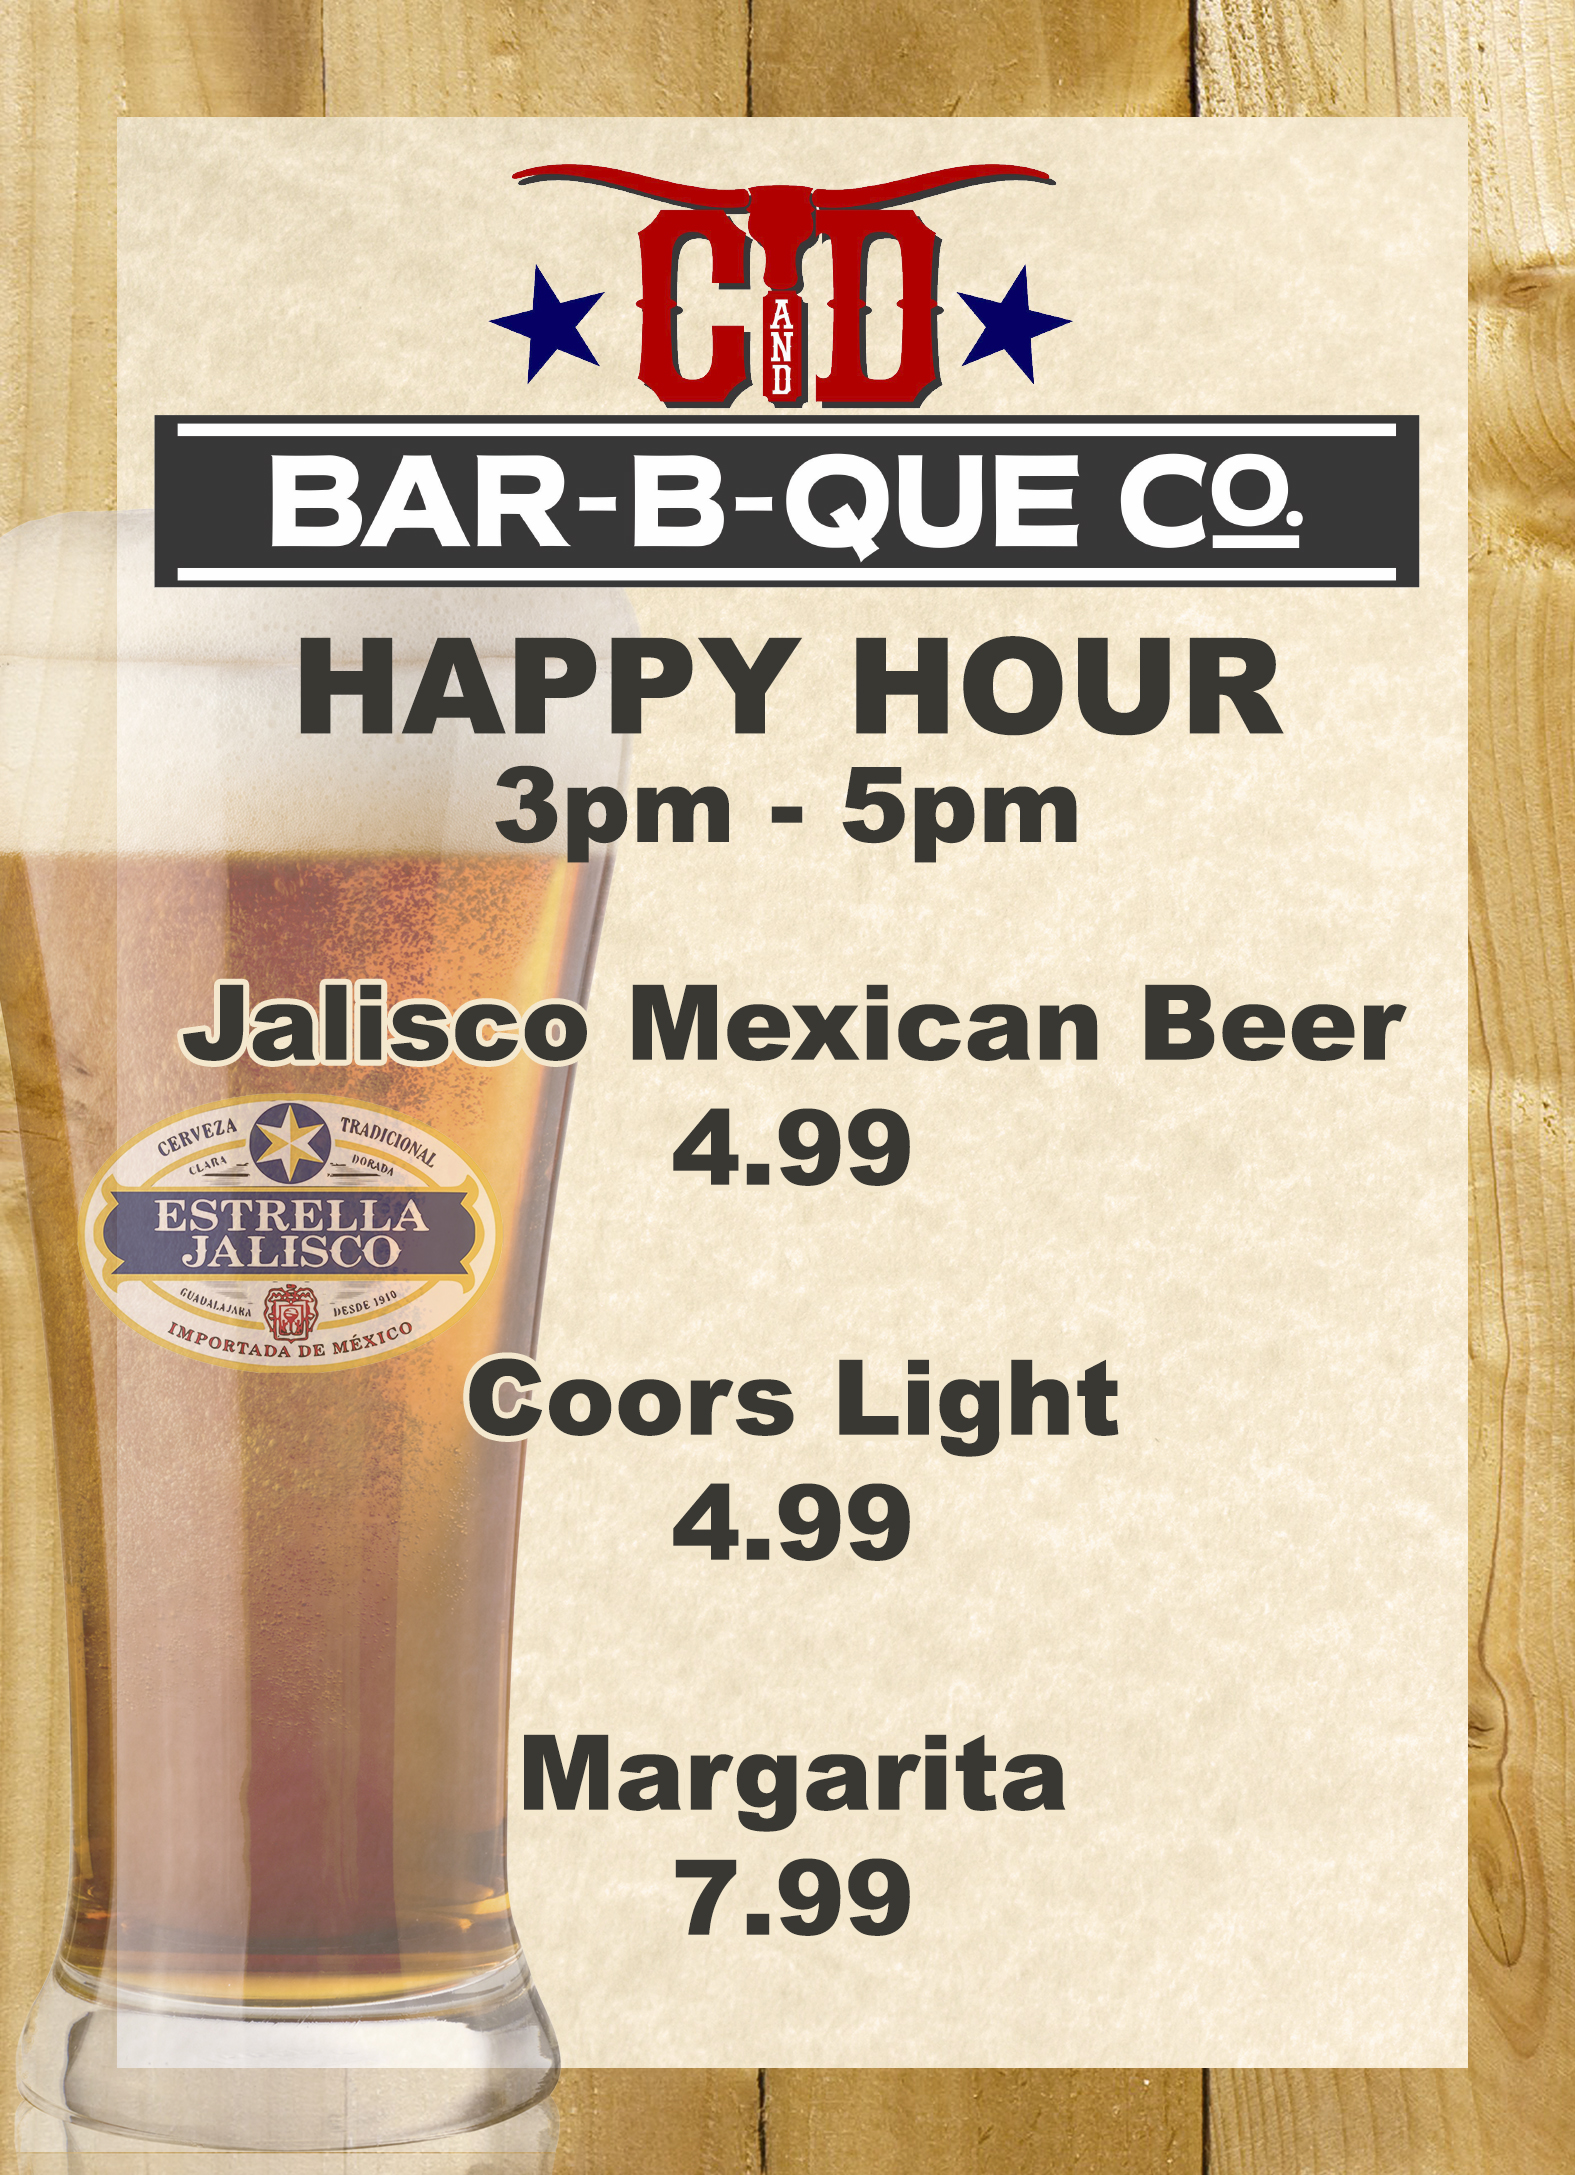 C AND D
BAR-B-QUE CO.
HAPPY HOUR
3pm - 5pm
Jalisco Mexican Beer
4.99
CERVEZA TRADICIONAL
CLARA DORADA
ESTRELLA
JALISCO
GUADALAJARA DESDE 1910
IMPORTADA DE MÉXICO
Coors Light
4.99
Margarita
7.99